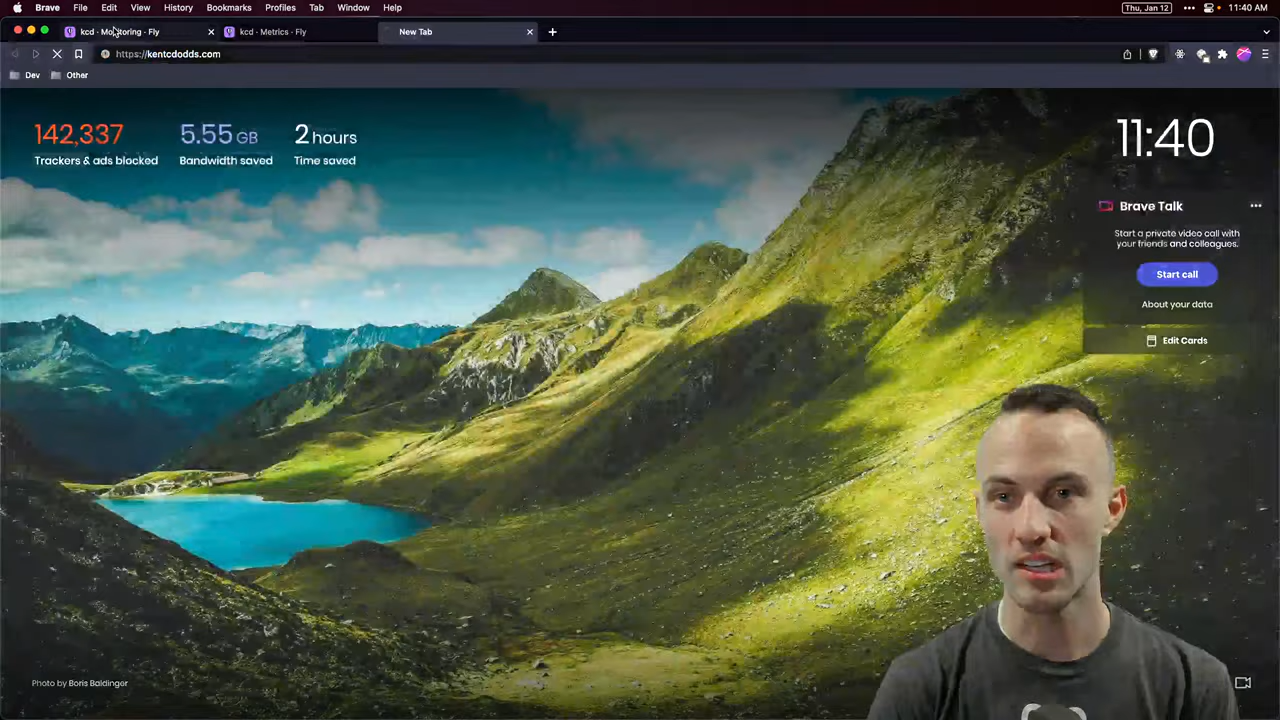 Brave File Edit View History Bookmarks Profiles Tab Window Help Thu, Jan 12 11:40 AM
kcd · Monitoring · Fly kcd · Metrics · Fly New Tab
https://kentcdodds.com
Dev Other
142,337 5.55 GB 2 hours
Trackers & ads blocked Bandwidth saved Time saved
11:40
Brave Talk
Start a private video call with
your friends and colleagues.
Start call
About your data
Edit Cards
Photo by Boris Baldinger